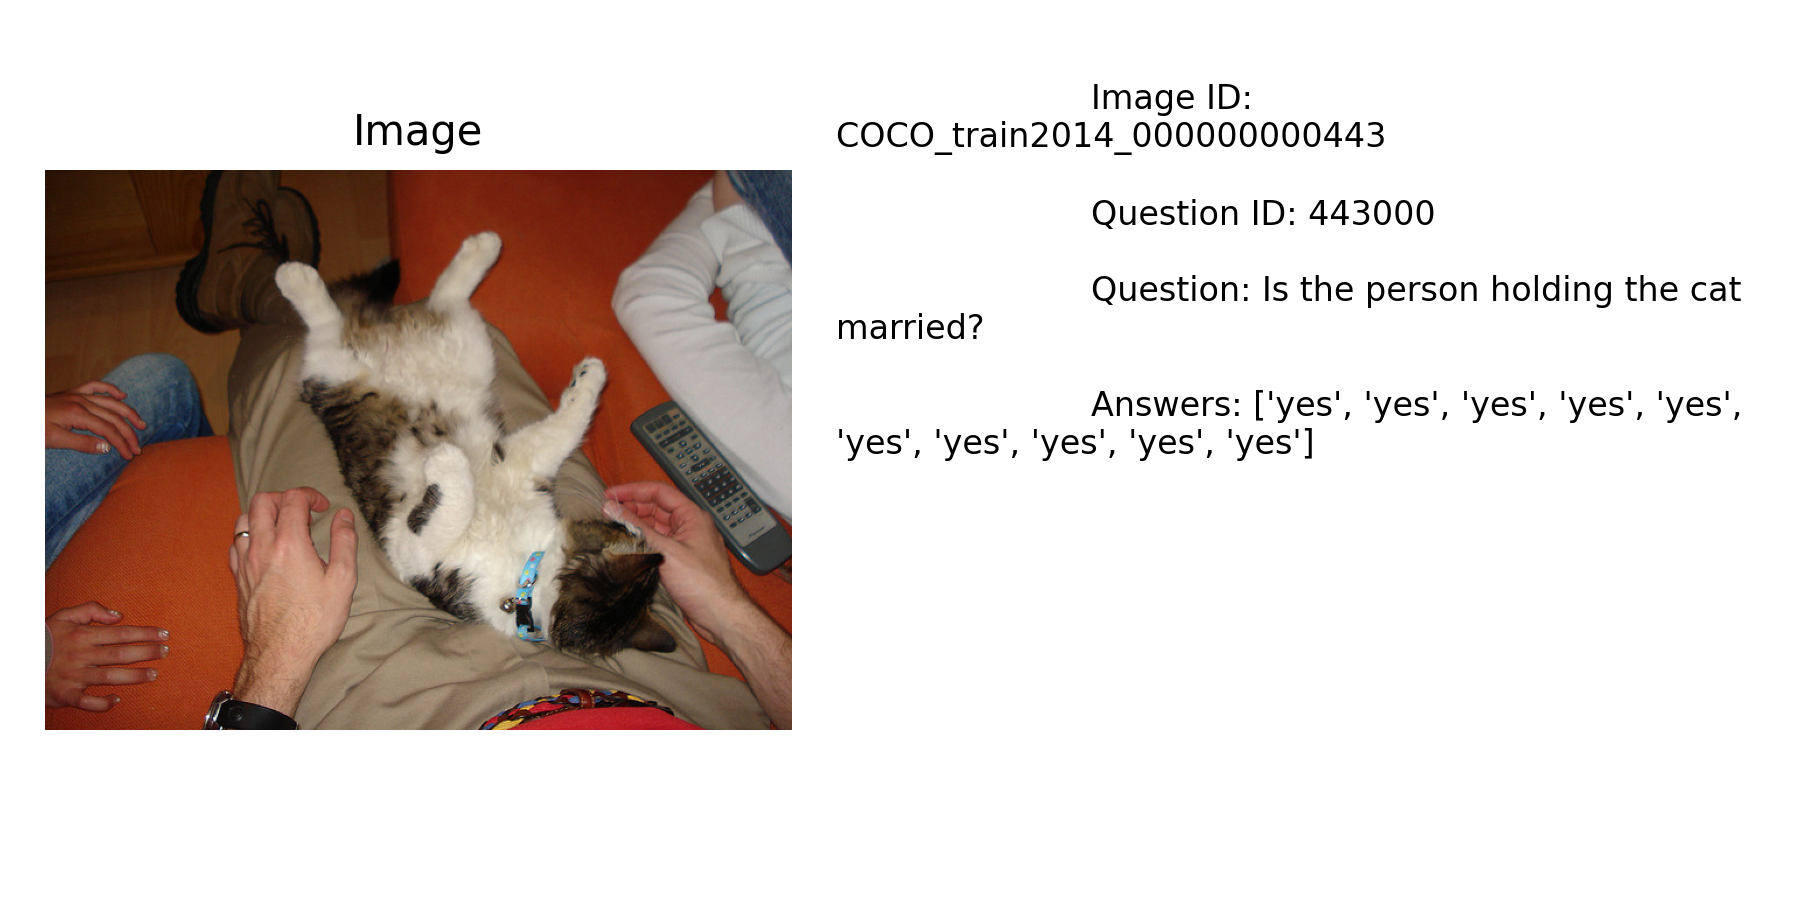 Image
Image ID:
COCO_train2014_000000000443
Question ID: 443000
Question: Is the person holding the cat
married?
Answers: ['yes', 'yes', 'yes', 'yes', 'yes',
'yes', 'yes', 'yes', 'yes', 'yes']